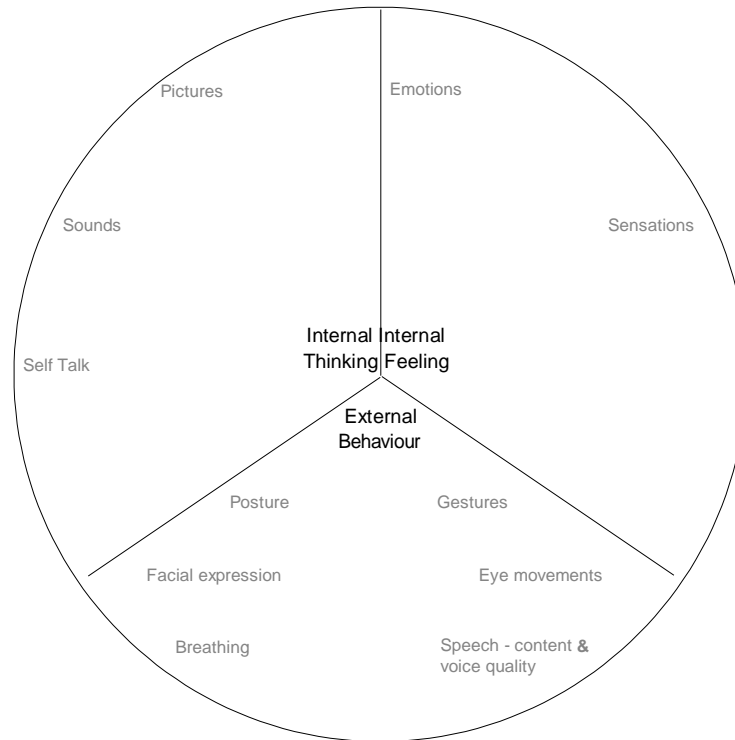 Pictures
Emotions
Sounds
Sensations
Internal Internal
Thinking Feeling
Self Talk
External
Behaviour
Posture
Gestures
Facial expression
Eye movements
Breathing
Speech - content &
voice quality